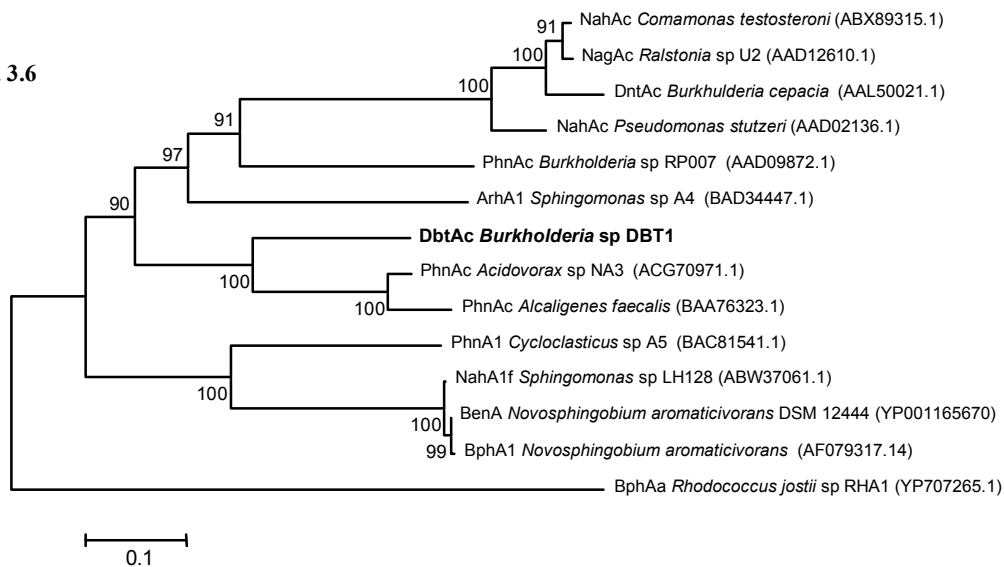 91
NahAc Comamonas testosteroni (ABX89315.1)
100
NagAc Ralstonia sp U2 (AAD12610.1)
. 3.6
100
DntAc Burkhulderia cepacia (AAL50021.1)
91
NahAc Pseudomonas stutzeri (AAD02136.1)
97
PhnAc Burkholderia sp RP007 (AAD09872.1)
90
ArhA1 Sphingomonas sp A4 (BAD34447.1)
DbtAc Burkholderia sp DBT1
100
PhnAc Acidovorax sp NA3 (ACG70971.1)
100
PhnAc Alcaligenes faecalis (BAA76323.1)
PhnA1 Cycloclasticus sp A5 (BAC81541.1)
100
NahA1f Sphingomonas sp LH128 (ABW37061.1)
100
BenA Novosphingobium aromaticivorans DSM 12444 (YP001165670)
99
BphA1 Novosphingobium aromaticivorans (AF079317.14)
BphAa Rhodococcus jostii sp RHA1 (YP707265.1)
0.1